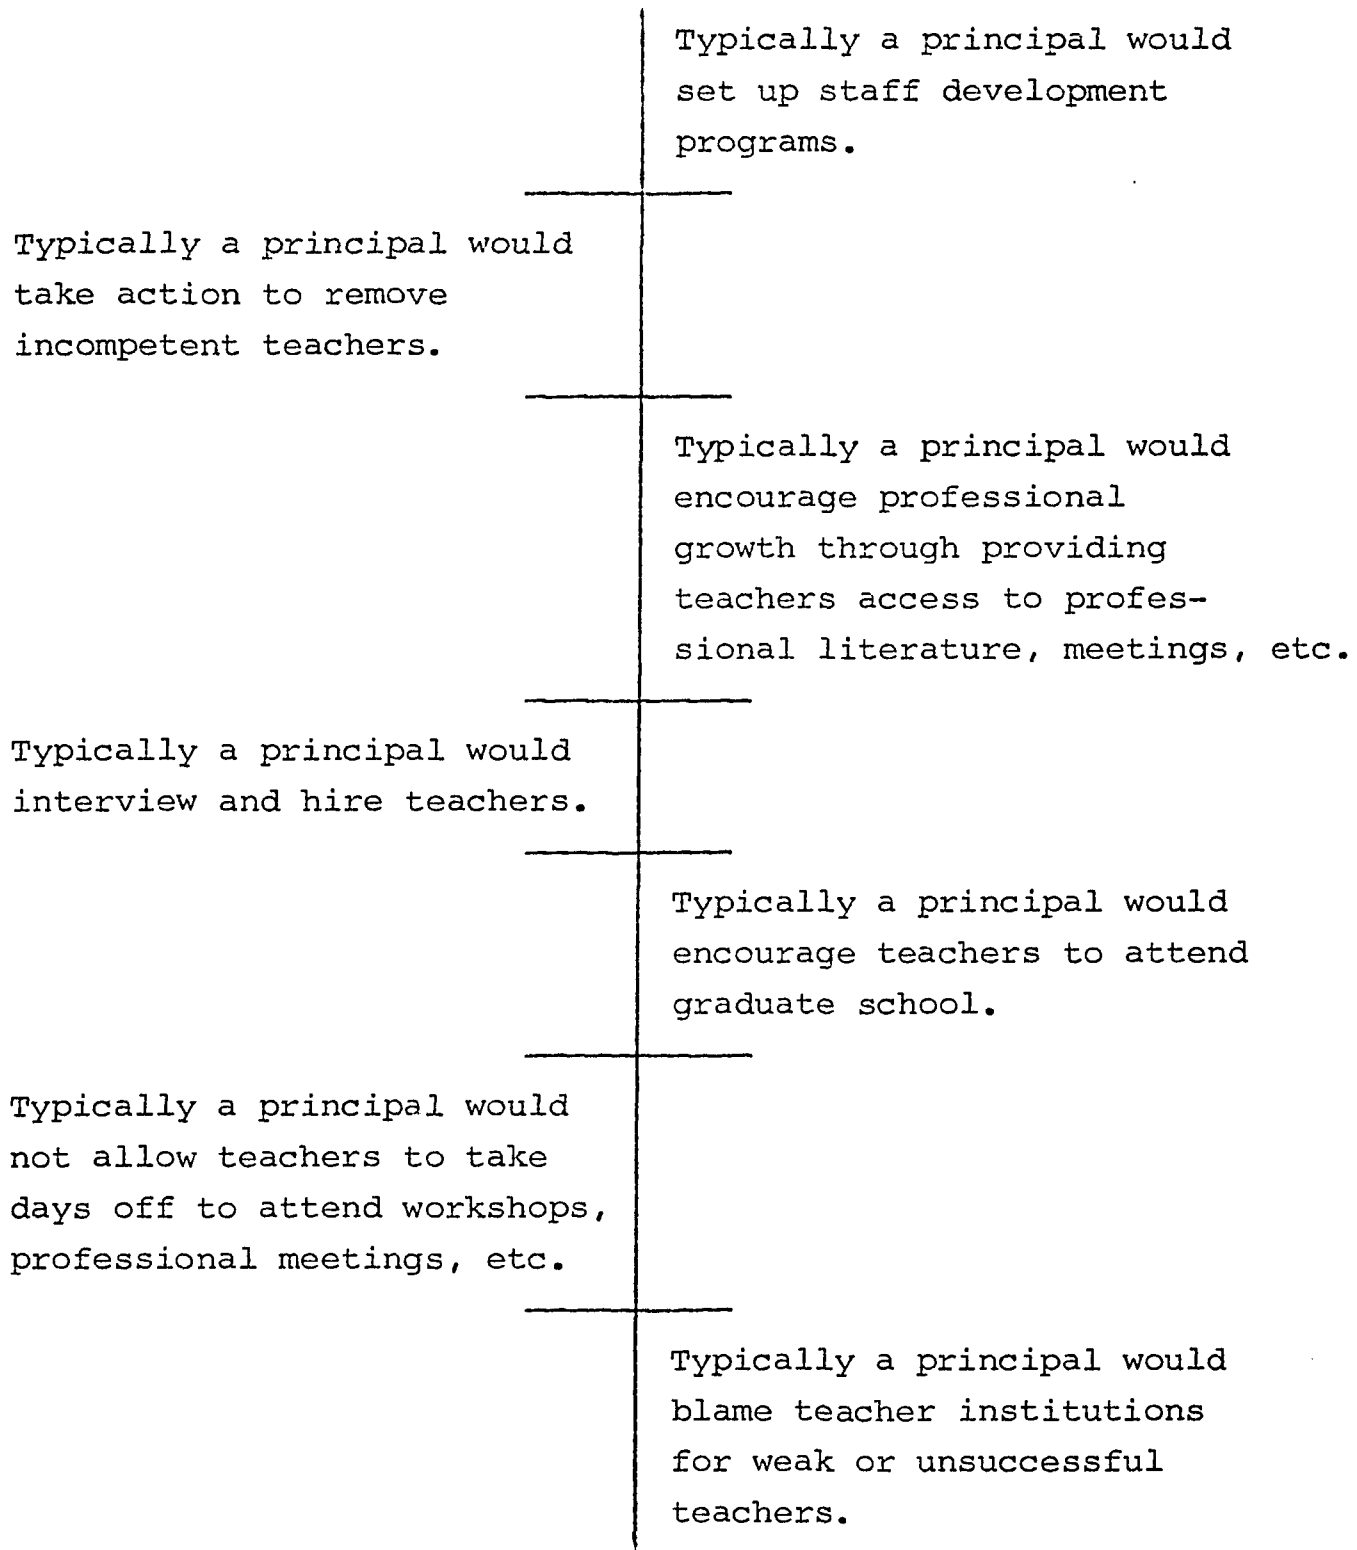 Typically a principal would
set up staff development
programs.
Typically a principal would
take action to remove
incompetent teachers.
Typically a principal would
encourage professional
growth through providing
teachers access to profes-
sional literature, meetings, etc.
Typically a principal would
interview and hire teachers.
Typically a principal would
encourage teachers to attend
graduate school.
Typically a principal would
not allow teachers to take
days off to attend workshops,
professional meetings, etc.
Typically a principal would
blame teacher institutions
for weak or unsuccessful
teachers.